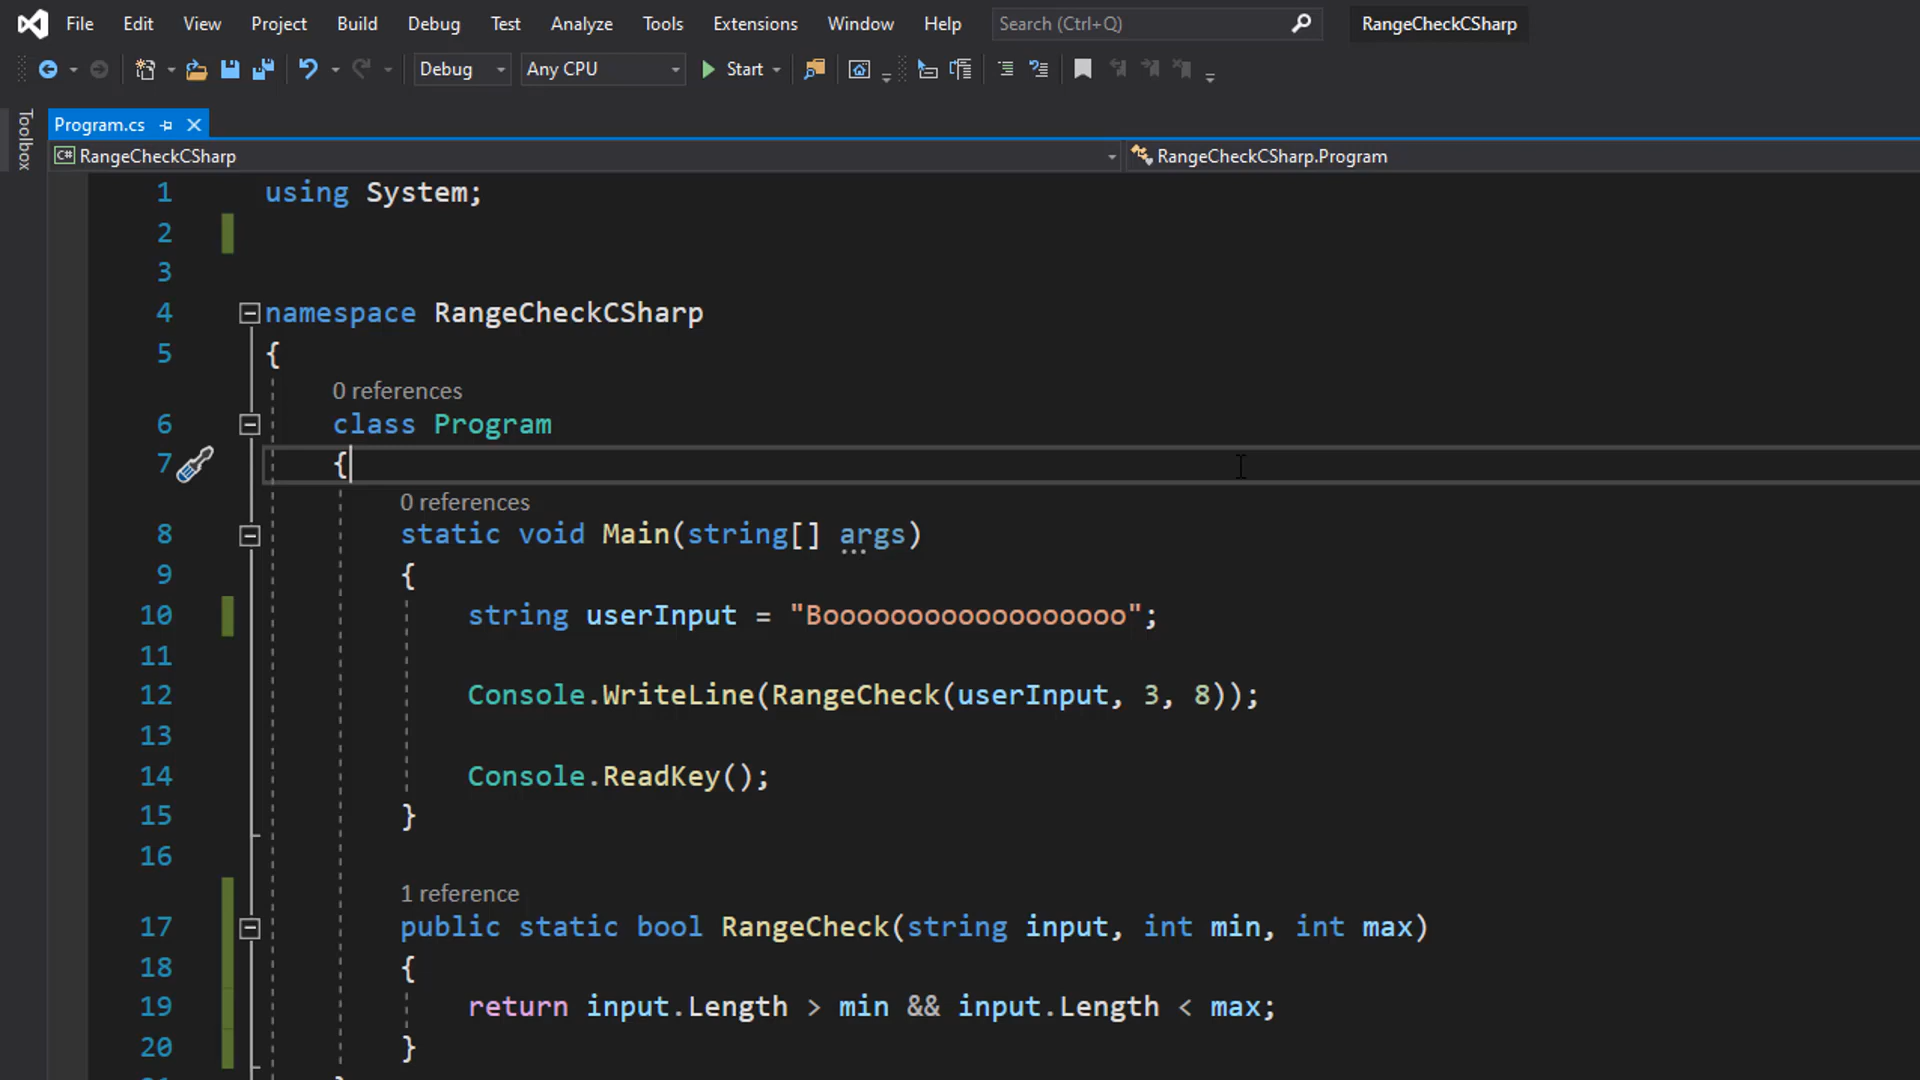 File Edit View Project Build Debug Test Analyze Tools Extensions Window Help Search (Ctrl+Q) RangeCheckCSharp
Debug Any CPU Start
Toolbox
Program.cs
C# RangeCheckCSharp RangeCheckCSharp.Program
1 using System;
2
3
4 namespace RangeCheckCSharp
5 {
0 references
6 class Program
7 {
0 references
8 static void Main(string[] args)
9 {
10 string userInput = "Boooooooooooooooooo";
11
12 Console.WriteLine(RangeCheck(userInput, 3, 8));
13
14 Console.ReadKey();
15 }
16
1 reference
17 public static bool RangeCheck(string input, int min, int max)
18 {
19 return input.Length > min && input.Length < max;
20 }